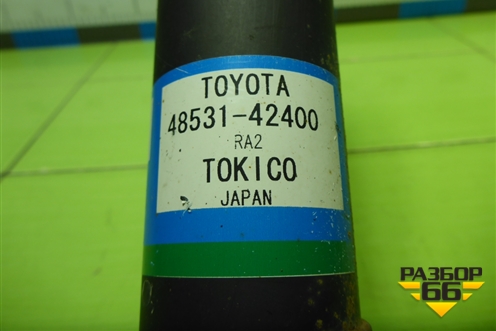 TOYOTA
48531-42400
RA2
TOKICO
JAPAN
РАЗБОР
66